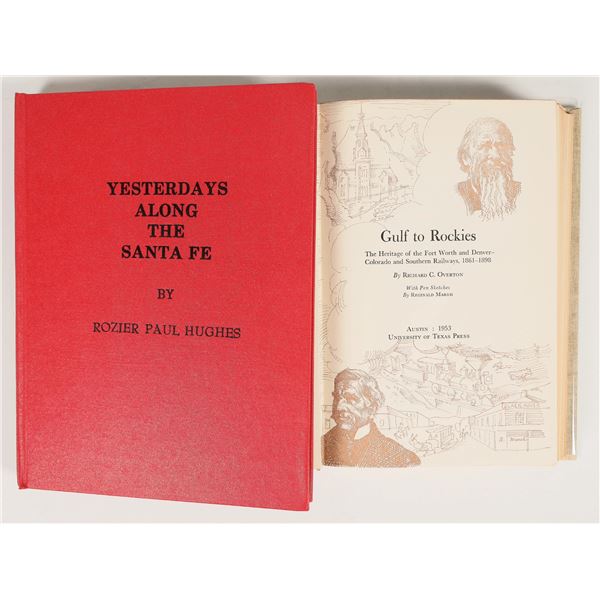 YESTERDAYS
ALONG
THE
SANTA FE
BY
ROZIER PAUL HUGHES
Gulf to Rockies
The Heritage of the Fort Worth and Denver–
Colorado and Southern Railways, 1861–1898
By Richard C. Overton
With Pen Sketches
By Reginald Marsh
Austin : 1953
University of Texas Press